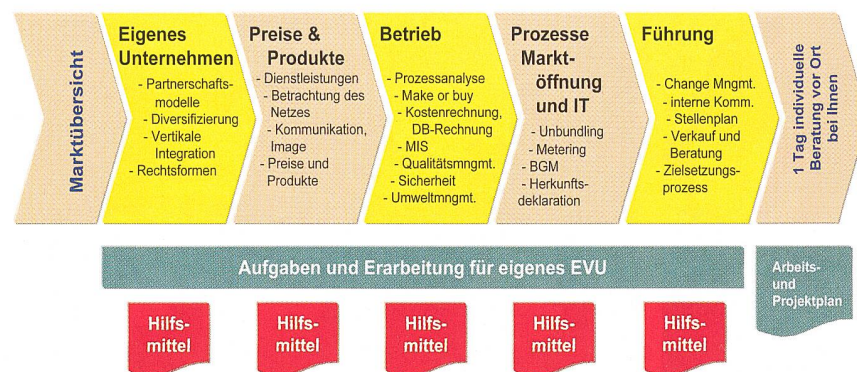 Marktübersicht
Eigenes
Unternehmen
- Partnerschafts-
modelle
- Diversifizierung
- Vertikale
Integration
- Rechtsformen
Preise &
Produkte
- Dienstleistungen
- Betrachtung des
Netzes
- Kommunikation,
Image
- Preise und
Produkte
Betrieb
- Prozessanalyse
- Make or buy
- Kostenrechnung,
DB-Rechnung
- MIS
- Qualitätsmngmt.
- Sicherheit
- Umweltmngmt.
Prozesse
Markt-
öffnung
und IT
- Unbundling
- Metering
- BGM
- Herkunfts-
deklaration
Führung
- Change Mngmt.
- interne Komm.
- Stellenplan
- Verkauf und
Beratung
- Zielsetzungs-
prozess
1 Tag individuelle
Beratung vor Ort
bei Ihnen
Aufgaben und Erarbeitung für eigenes EVU
Arbeits-
und
Projektplan
Hilfs-
mittel
Hilfs-
mittel
Hilfs-
mittel
Hilfs-
mittel
Hilfs-
mittel